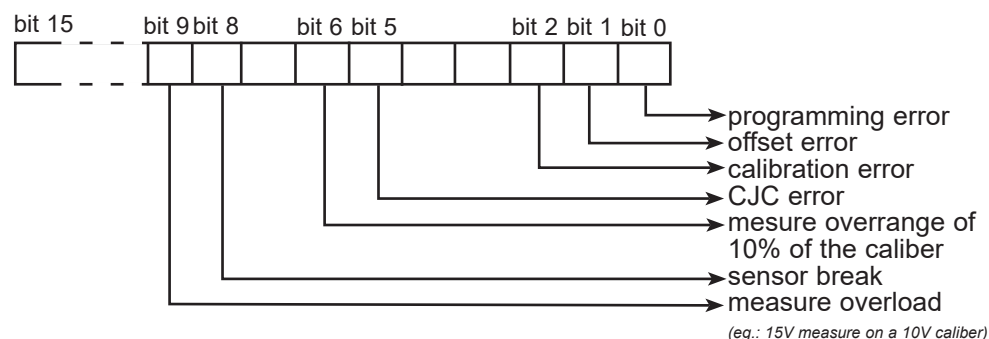 bit 15 bit 9 bit 8 bit 6 bit 5 bit 2 bit 1 bit 0
programming error
offset error
calibration error
CJC error
mesure overrange of
10% of the caliber
sensor break
measure overload
(eg.: 15V measure on a 10V caliber)